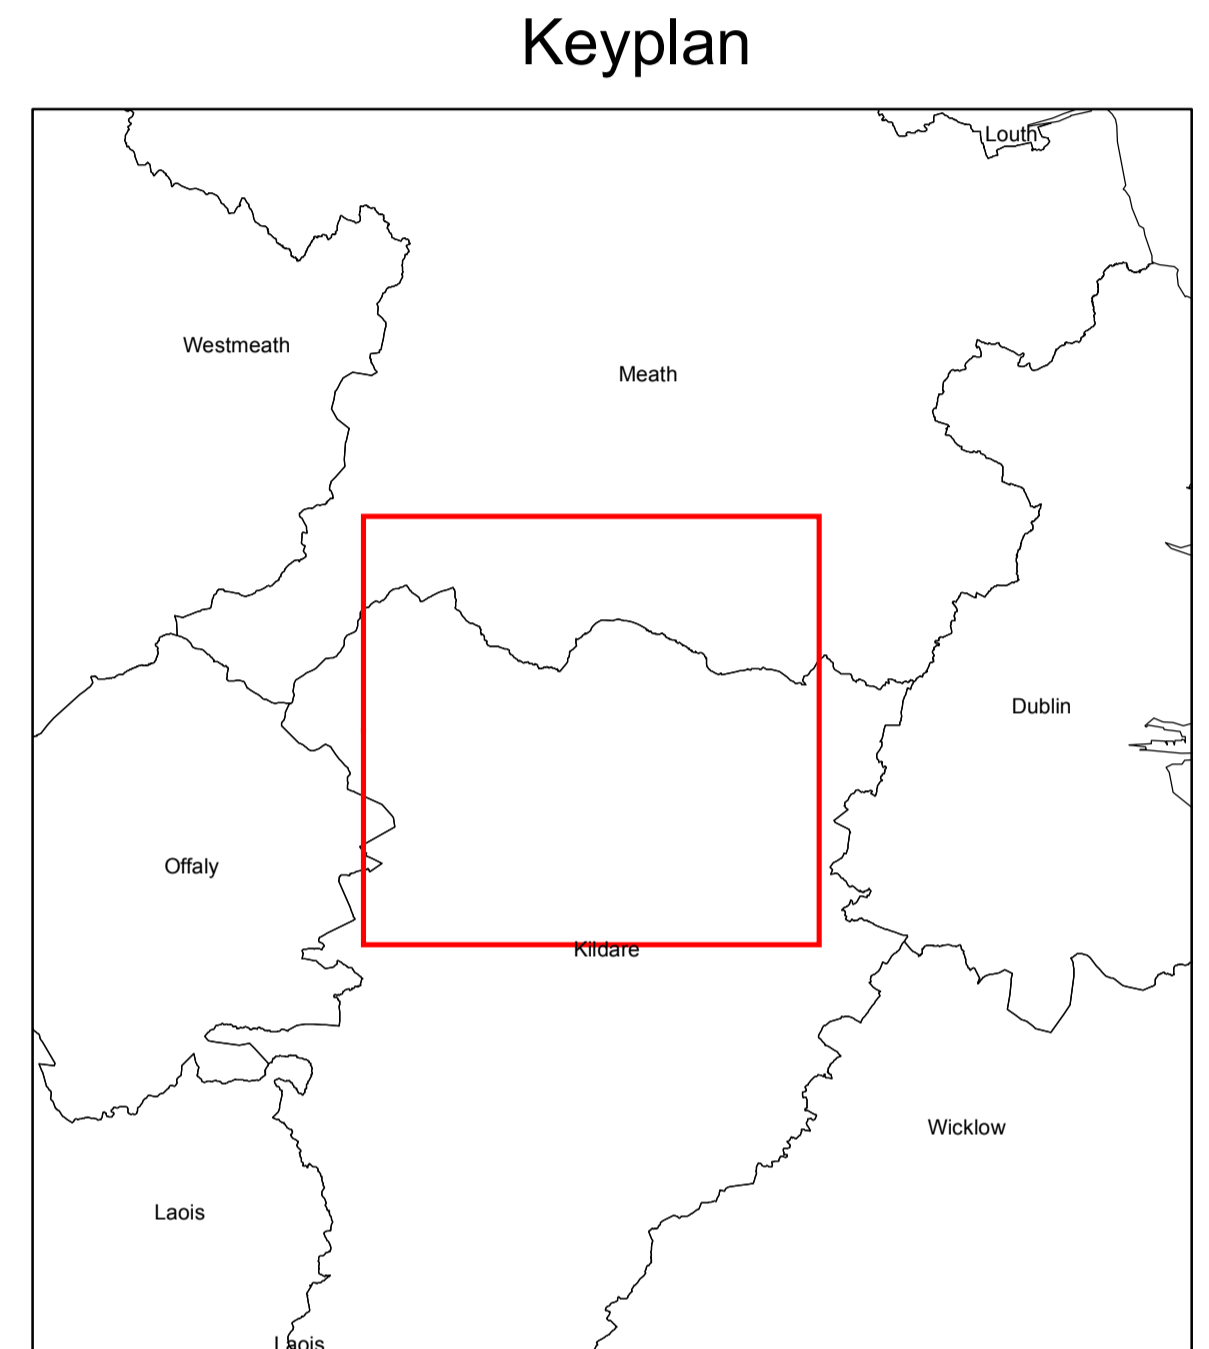 Keyplan
Louth
Westmeath
Meath
Dublin
Offaly
Kildare
Wicklow
Laois
Laois